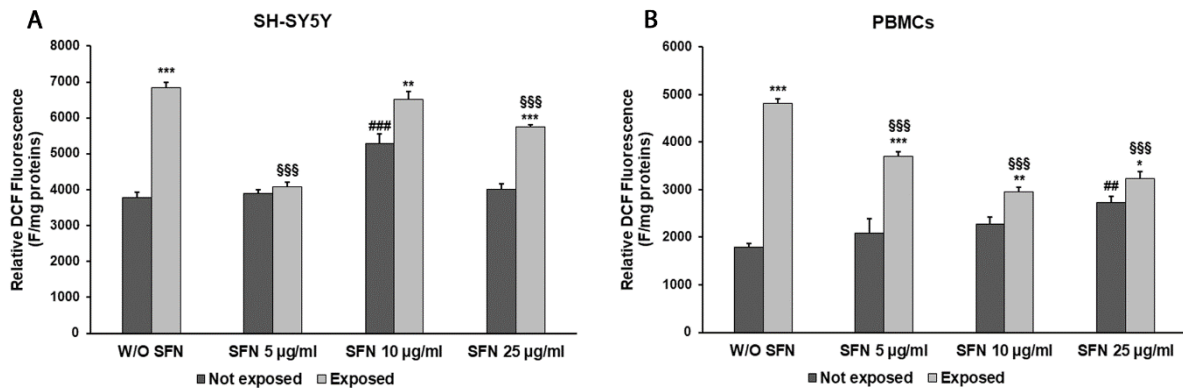 A
SH-SY5Y
Relative DCF Fluorescence
(F/mg proteins)
8000
7000
6000
5000
4000
3000
2000
1000
0
***
§§§
###
**
§§§
***
W/O SFN
SFN 5 µg/ml
SFN 10 µg/ml
SFN 25 µg/ml
Not exposed
Exposed
B
PBMCs
Relative DCF Fluorescence
(F/mg proteins)
6000
5000
4000
3000
2000
1000
0
***
§§§
***
§§§
**
##
§§§
*
W/O SFN
SFN 5 µg/ml
SFN 10 µg/ml
SFN 25 µg/ml
Not exposed
Exposed